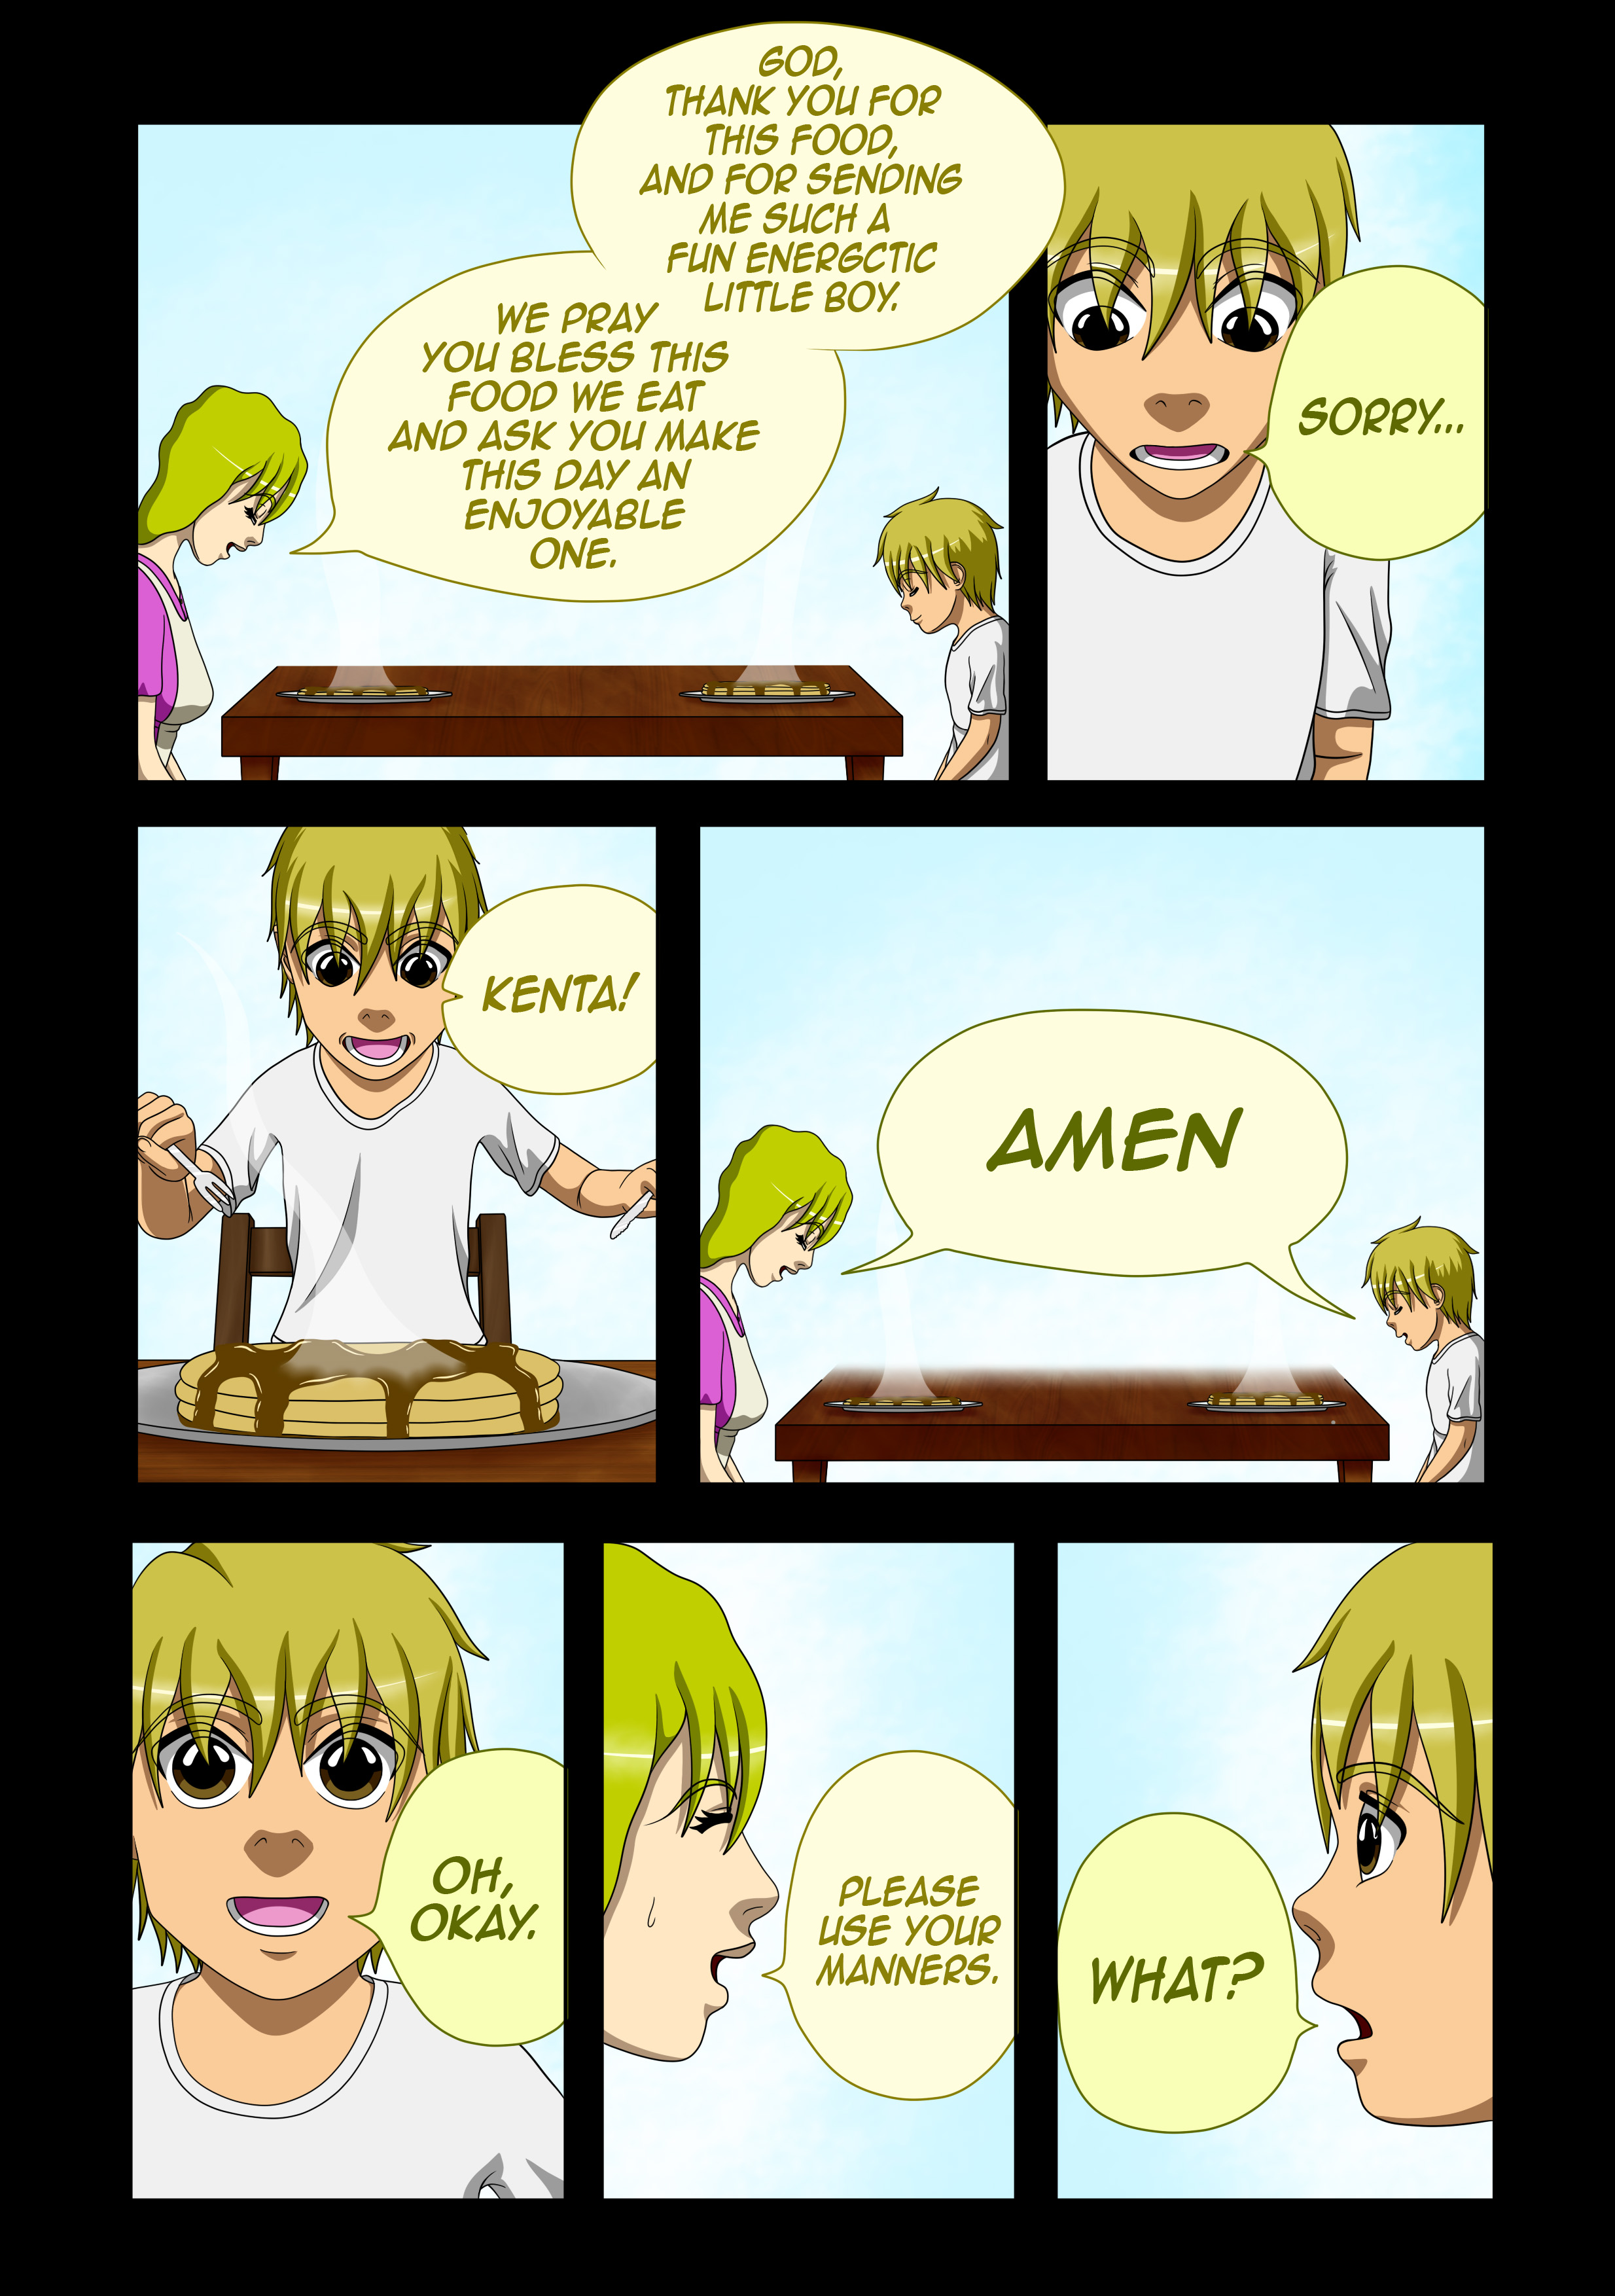 SORRY...
GOD,
THANK YOU FOR
THIS FOOD,
AND FOR SENDING
ME SUCH A
FUN ENERGCTIC
LITTLE BOY.
WE PRAY
YOU BLESS THIS
FOOD WE EAT
AND ASK YOU MAKE
THIS DAY AN
ENJOYABLE
ONE.
AMEN
KENTA!
WHAT?
PLEASE
USE YOUR
MANNERS.
OH,
OKAY.